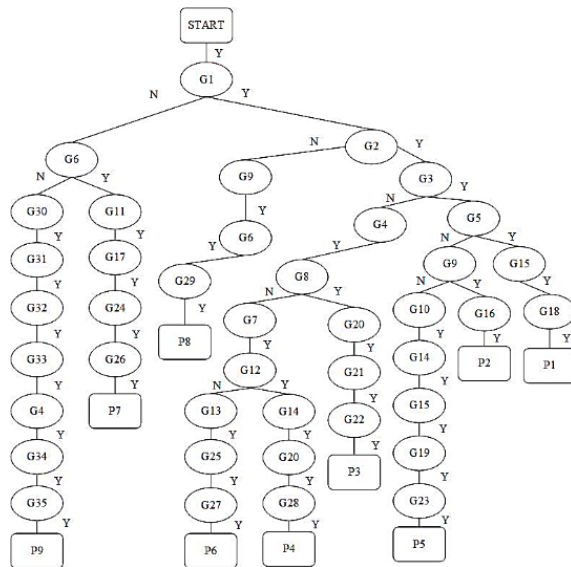 START
Y
G1
N Y
G2
N Y
G6 G9 G3
N Y N Y
G30 G11 Y G4 G5
Y Y G6 N Y
G31 G17 Y Y G8 G9 G15
Y Y G29 N Y N Y Y
G32 G24 Y G7 G20 G10 G16 G18
Y Y P8 Y Y Y Y Y
G33 G26 G12 G21 G14 P2 P1
Y Y N Y Y Y
G4 P7 G13 G14 G22 G15
Y Y Y Y Y
G34 G25 G20 P3 G19
Y Y Y Y
G35 G27 G28 G23
Y Y Y Y
P9 P6 P4 P5